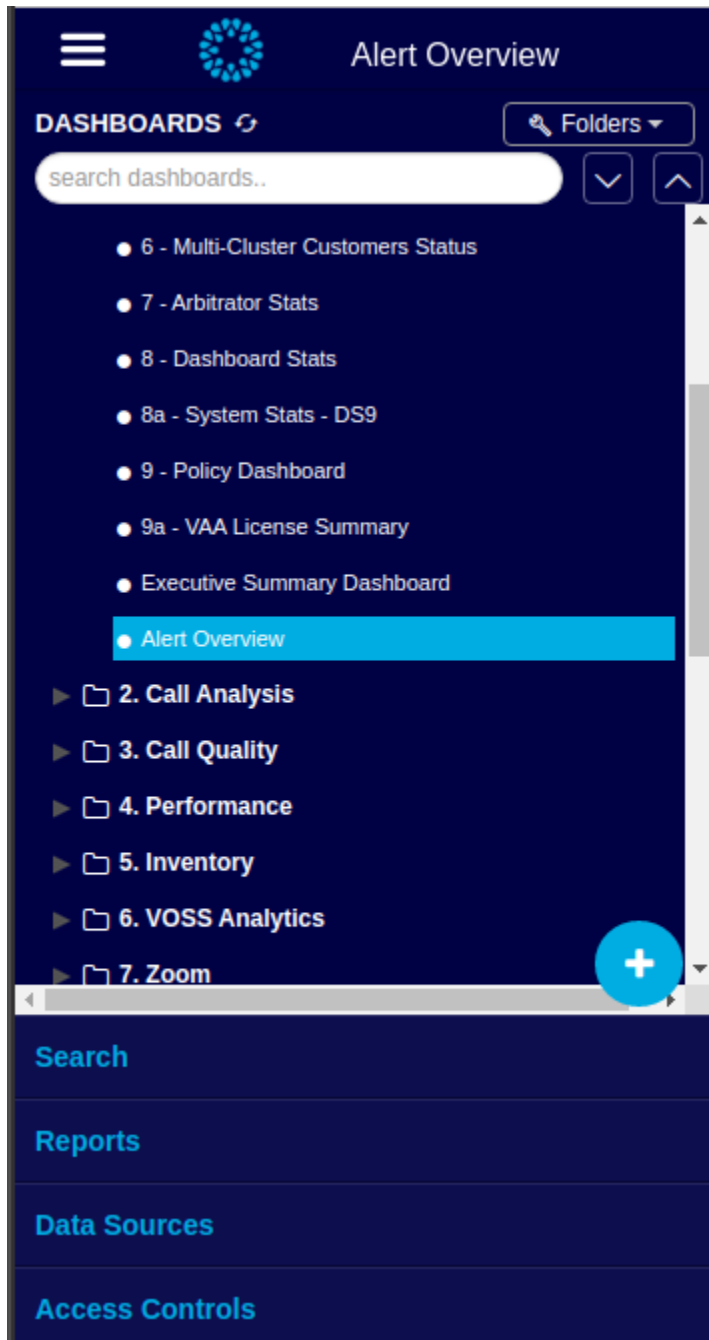 Alert Overview
DASHBOARDS
Folders
search dashboards..
6 - Multi-Cluster Customers Status
7 - Arbitrator Stats
8 - Dashboard Stats
8a - System Stats - DS9
9 - Policy Dashboard
9a - VAA License Summary
Executive Summary Dashboard
Alert Overview
2. Call Analysis
3. Call Quality
4. Performance
5. Inventory
6. VOSS Analytics
7. Zoom
Search
Reports
Data Sources
Access Controls